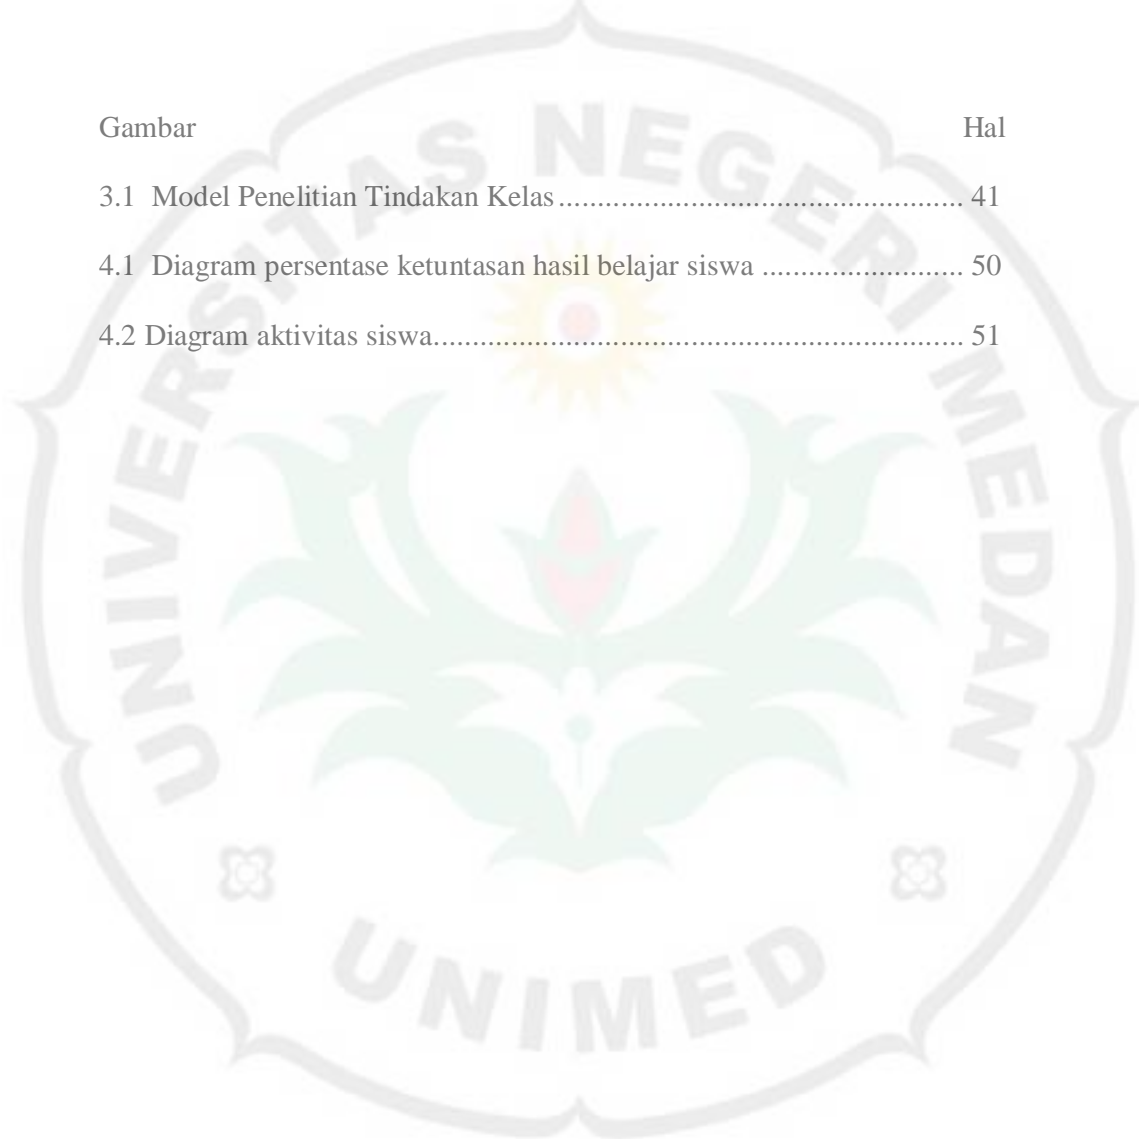 Gambar Hal
3.1 Model Penelitian Tindakan Kelas ................................................... 41
4.1 Diagram persentase ketuntasan hasil belajar siswa ......................... 50
4.2 Diagram aktivitas siswa................................................................... 51
UNIVERSITAS NEGERI MEDAN
UNIMED